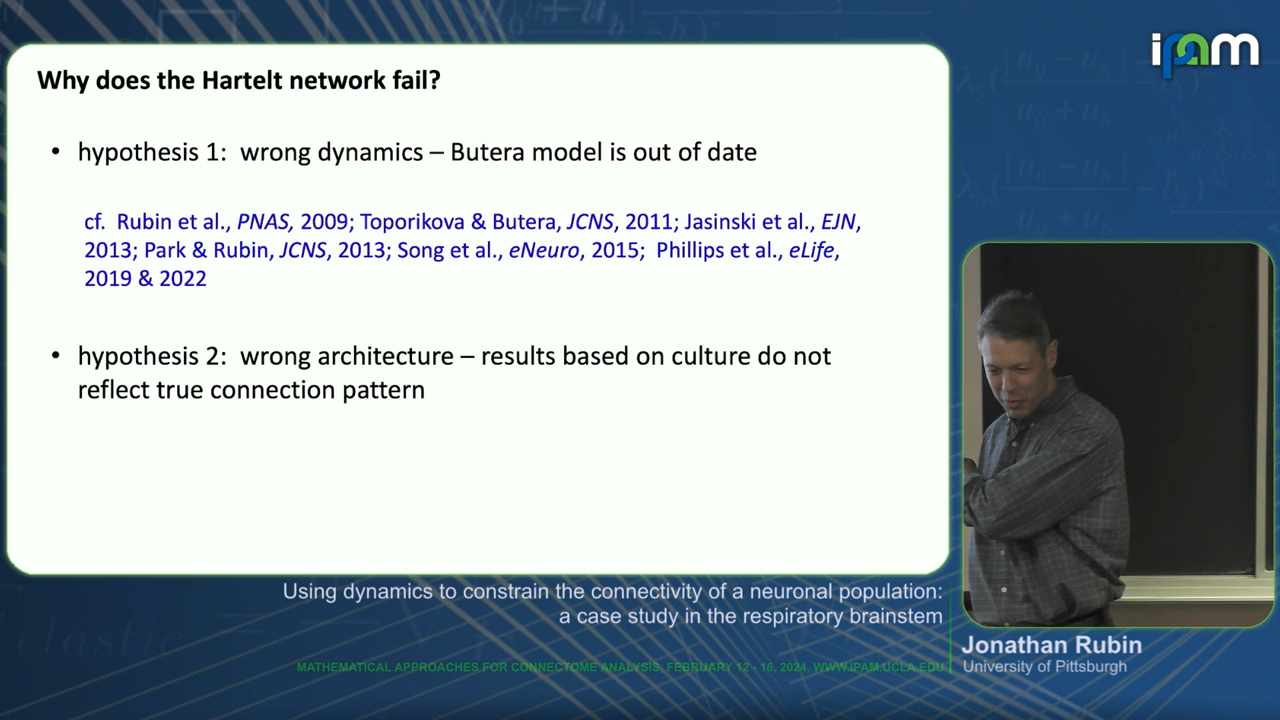 ipam
Why does the Hartelt network fail?
• hypothesis 1: wrong dynamics – Butera model is out of date
cf. Rubin et al., PNAS, 2009; Toporikova & Butera, JCNS, 2011; Jasinski et al., EJN,
2013; Park & Rubin, JCNS, 2013; Song et al., eNeuro, 2015; Phillips et al., eLife,
2019 & 2022
• hypothesis 2: wrong architecture – results based on culture do not
reflect true connection pattern
Using dynamics to constrain the connectivity of a neuronal population:
a case study in the respiratory brainstem
Jonathan Rubin
University of Pittsburgh
MATHEMATICAL APPROACHES FOR CONNECTOME ANALYSIS, FEBRUARY 12 - 16, 2024, WWW.IPAM.UCLA.EDU
elastic